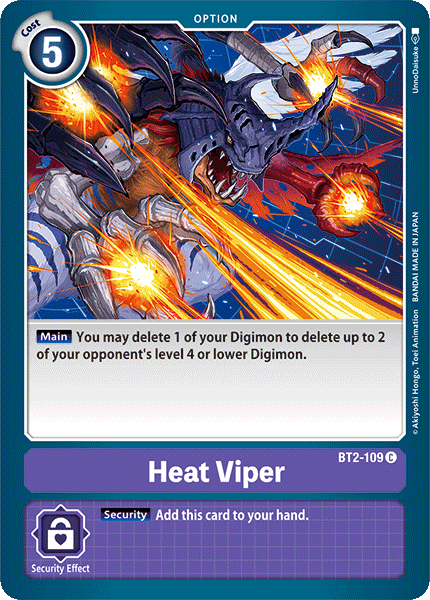 OPTION
Cost
5
UnnoDaisuke
© Akiyoshi Hongo, Toei Animation BANDAI MADE IN JAPAN
Main You may delete 1 of your Digimon to delete up to 2
of your opponent's level 4 or lower Digimon.
BT2-109 C
Heat Viper
Security Add this card to your hand.
Security Effect